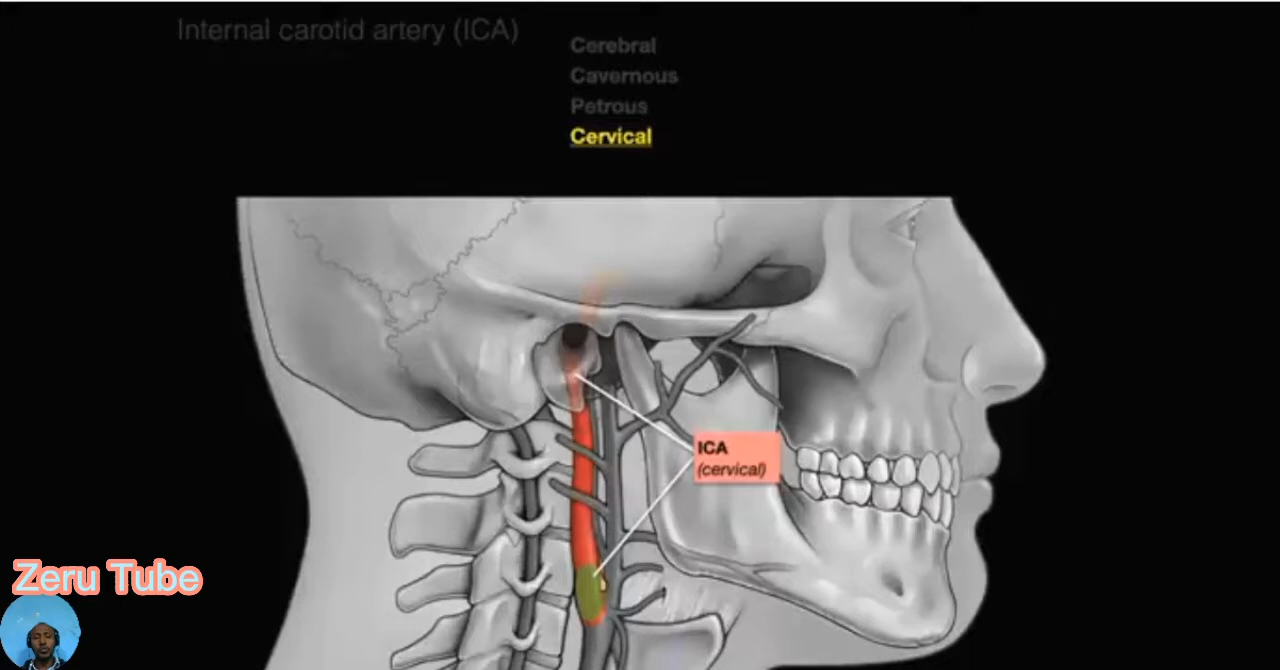 Internal carotid artery (ICA)
Cerebral
Cavernous
Petrous
Cervical
ICA
(cervical)
Zeru Tube